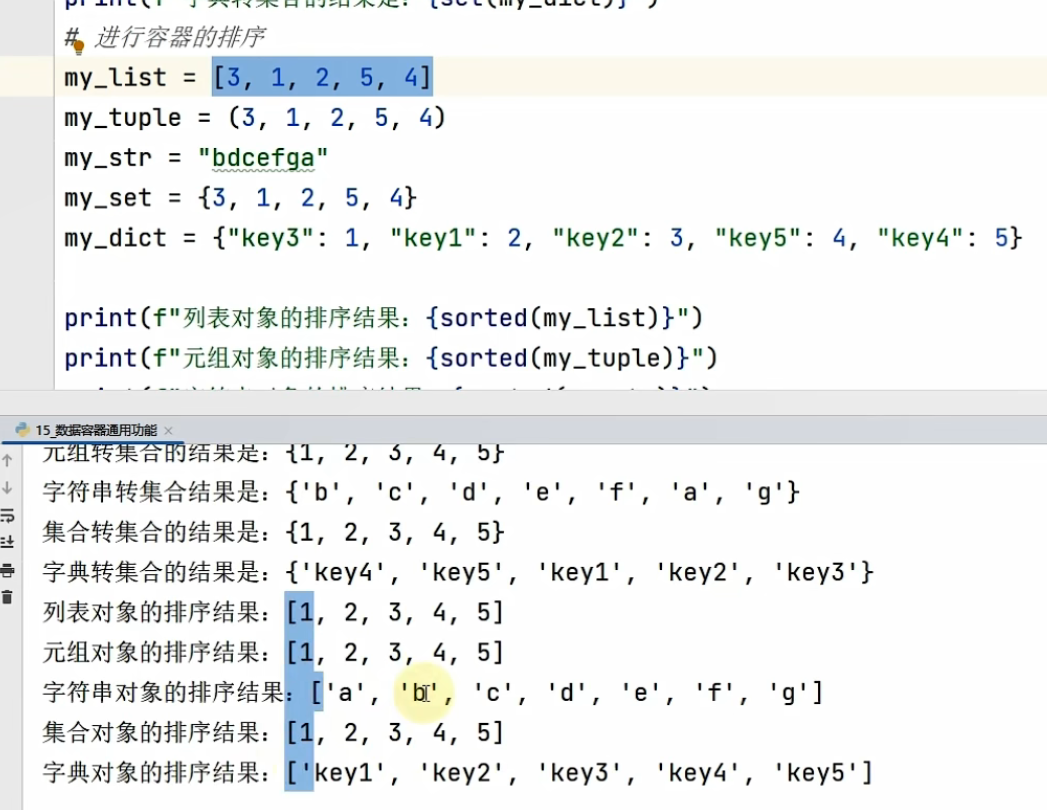 print(f"字典转集合的结果是：{set(my_dict)}")
# 进行容器的排序
my_list = [3, 1, 2, 5, 4]
my_tuple = (3, 1, 2, 5, 4)
my_str = "bdcefga"
my_set = {3, 1, 2, 5, 4}
my_dict = {"key3": 1, "key1": 2, "key2": 3, "key5": 4, "key4": 5}
print(f"列表对象的排序结果：{sorted(my_list)}")
print(f"元组对象的排序结果：{sorted(my_tuple)}")
15_数据容器通用功能
元组转集合的结果是：{1, 2, 3, 4, 5}
字符串转集合结果是：{'b', 'c', 'd', 'e', 'f', 'a', 'g'}
集合转集合的结果是：{1, 2, 3, 4, 5}
字典转集合的结果是：{'key4', 'key5', 'key1', 'key2', 'key3'}
列表对象的排序结果：[1, 2, 3, 4, 5]
元组对象的排序结果：[1, 2, 3, 4, 5]
字符串对象的排序结果：['a', 'b', 'c', 'd', 'e', 'f', 'g']
集合对象的排序结果：[1, 2, 3, 4, 5]
字典对象的排序结果：['key1', 'key2', 'key3', 'key4', 'key5']